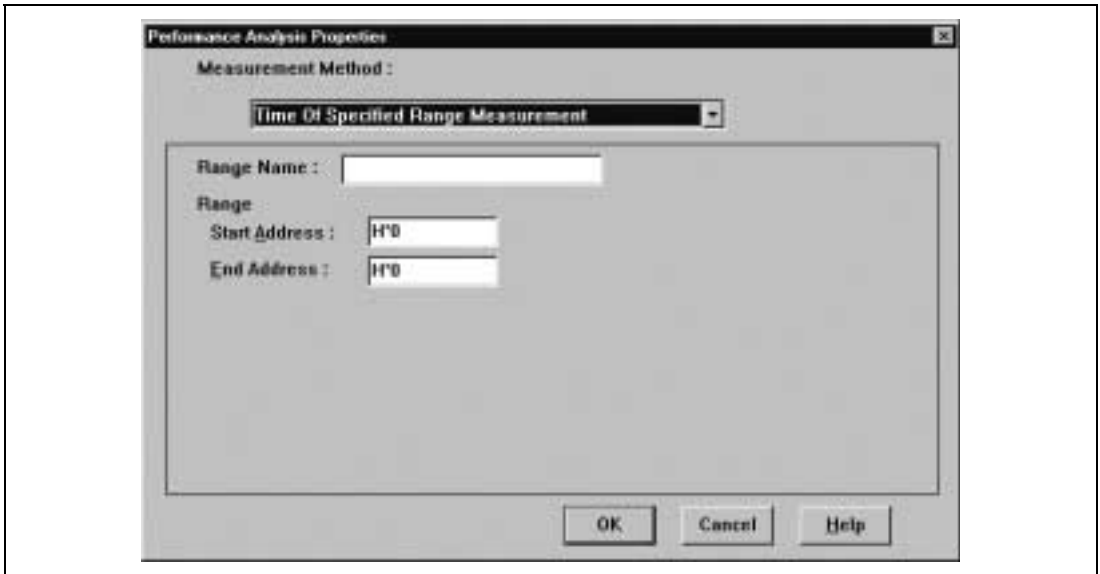 Performance Analysis Properties
Measurement Method :
Time Of Specified Range Measurement
Range Name :
Range
Start Address : H'0
End Address : H'0
OK Cancel Help